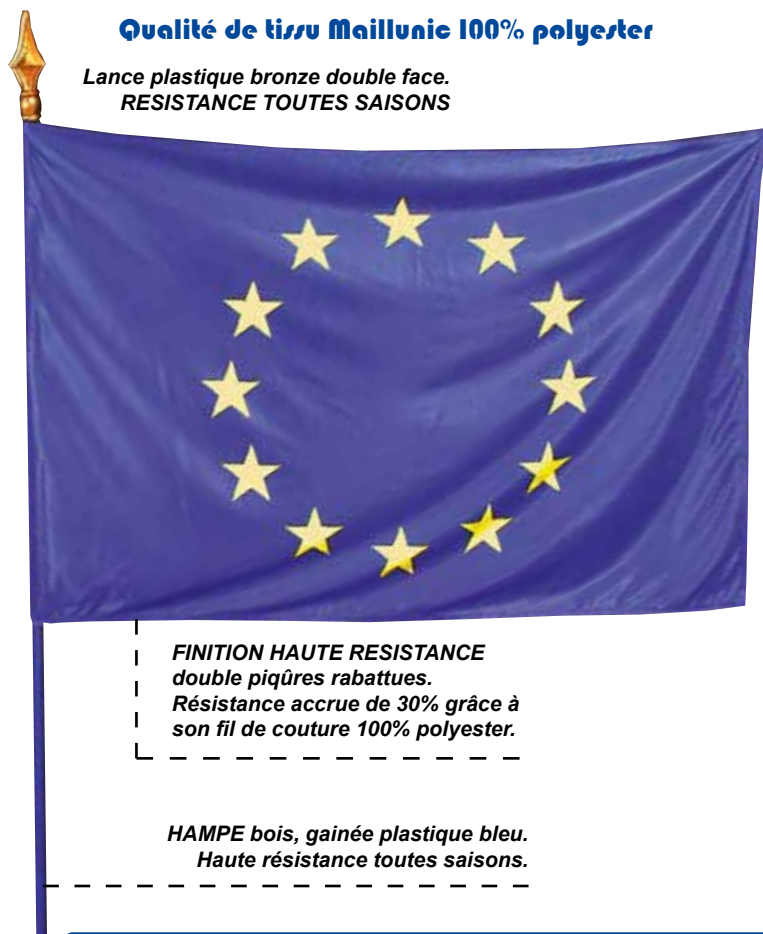 Qualité de tissu Maillunic 100% polyester
Lance plastique bronze double face.
RESISTANCE TOUTES SAISONS
FINITION HAUTE RESISTANCE
double piqûres rabattues.
Résistance accrue de 30% grâce à
son fil de couture 100% polyester.
HAMPE bois, gainée plastique bleu.
Haute résistance toutes saisons.